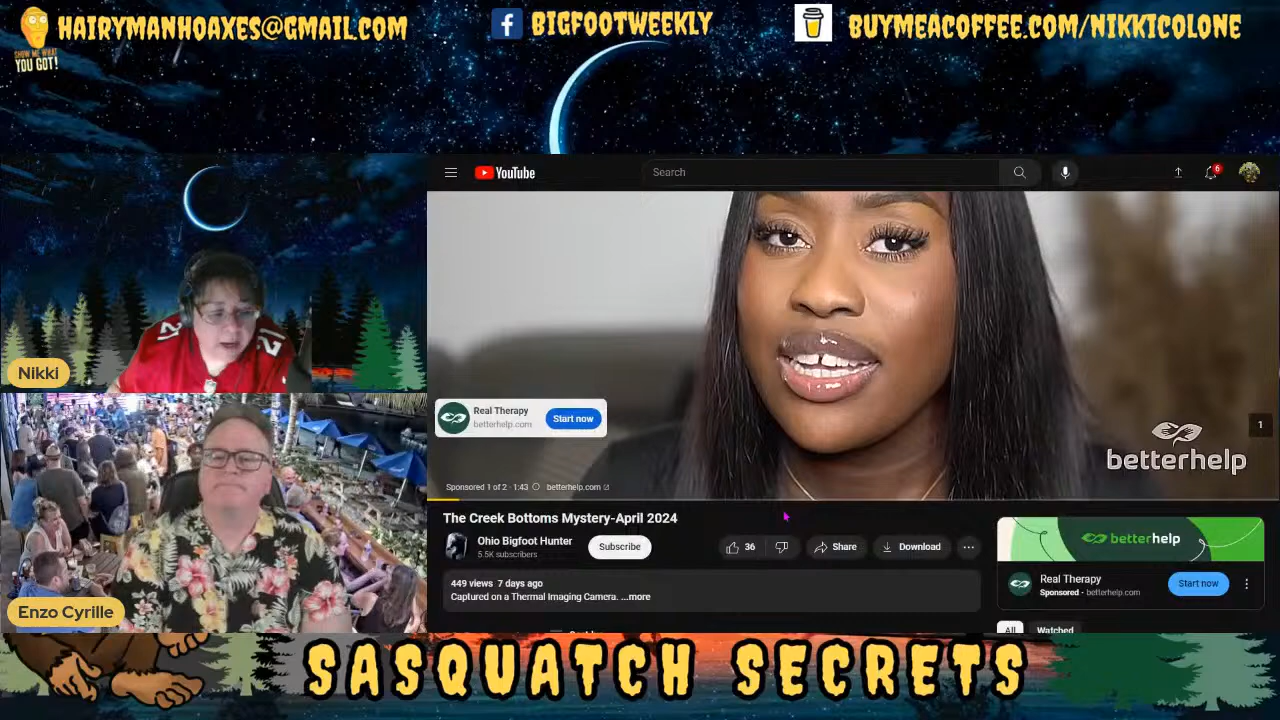 HAIRYMANHOAXES@GMAIL.COM
SHOW ME WHAT
YOU GOT!
BIGFOOTWEEKLY
BUYMEACOFFEE.COM/NIKKICOLONE
YouTube
Search
6
21
21
Nikki
Enzo Cyrille
Real Therapy
betterhelp.com
Start now
1
betterhelp
Sponsored 1 of 2 · 1:43
betterhelp.com
The Creek Bottoms Mystery-April 2024
Ohio Bigfoot Hunter
5.5K subscribers
Subscribe
36
Share
Download
449 views 7 days ago
Captured on a Thermal Imaging Camera. ...more
betterhelp
Real Therapy
Sponsored · betterhelp.com
Start now
All
Watched
SASQUATCH SECRETS